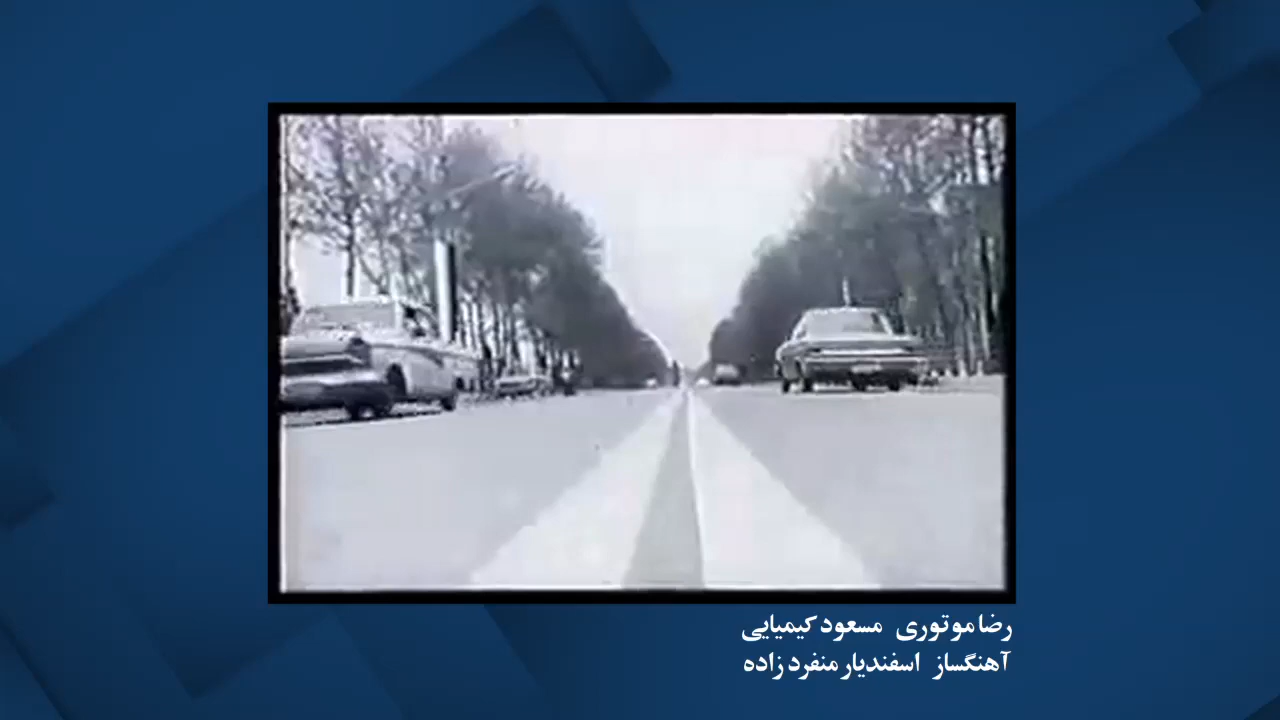 رضا موتوری مسعود کیمیایی
آهنگساز اسفندیار منفرد زاده